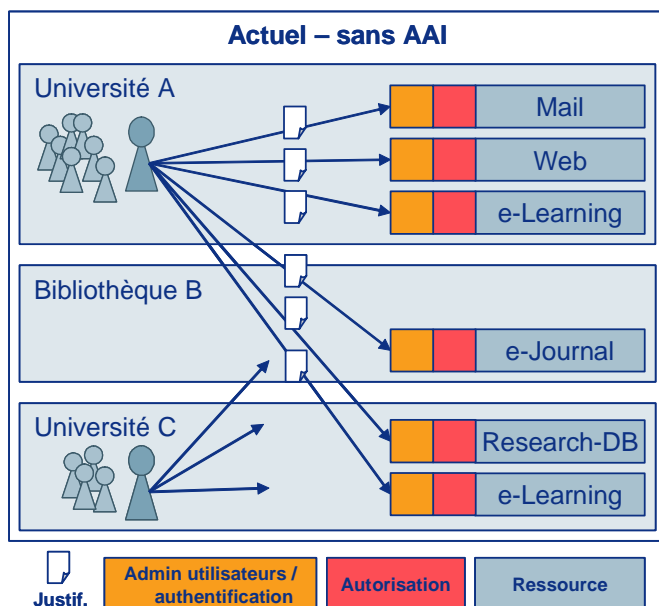 Actuel – sans AAI
Université A
Mail
Web
e-Learning
Bibliothèque B
e-Journal
Université C
Research-DB
e-Learning
Justif.
Admin utilisateurs /
authentification
Autorisation
Ressource